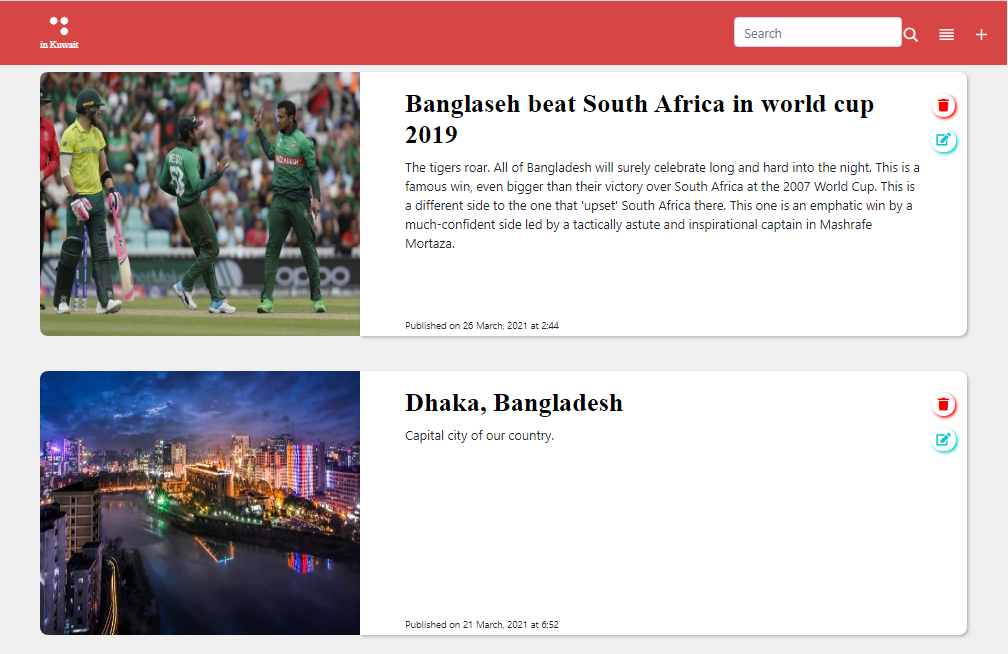 in Kuwait
Search
Banglaseh beat South Africa in world cup
2019
The tigers roar. All of Bangladesh will surely celebrate long and hard into the night. This is a
famous win, even bigger than their victory over South Africa at the 2007 World Cup. This is
a different side to the one that 'upset' South Africa there. This one is an emphatic win by a
much-confident side led by a tactically astute and inspirational captain in Mashrafe
Mortaza.
Published on 26 March, 2021 at 2:44
BANGLADESH
oppo
Dhaka, Bangladesh
Capital city of our country.
Published on 21 March, 2021 at 6:52